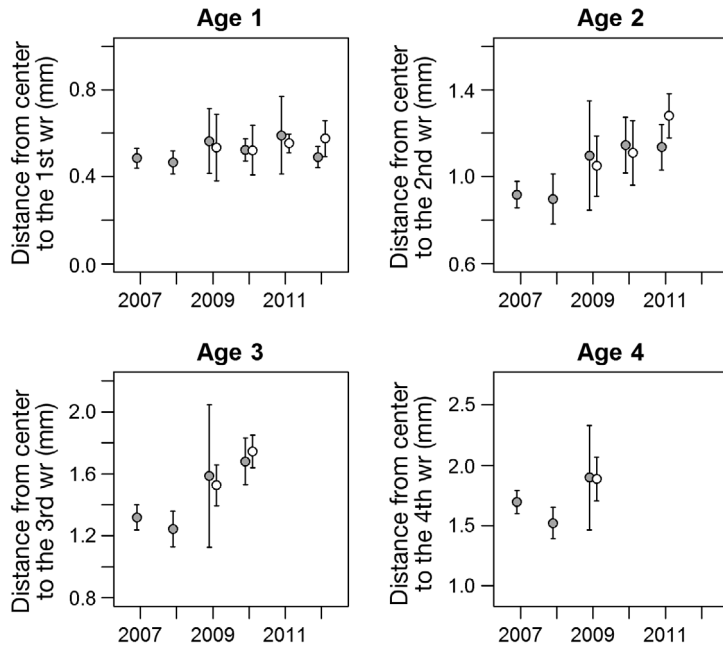 Age 1
Distance from center
to the 1st wr (mm)
0.8
0.4
0.0
2007
2009
2011
Age 2
Distance from center
to the 2nd wr (mm)
1.4
1.0
0.6
2007
2009
2011
Age 3
Distance from center
to the 3rd wr (mm)
2.0
1.6
1.2
0.8
2007
2009
2011
Age 4
Distance from center
to the 4th wr (mm)
2.5
2.0
1.5
1.0
2007
2009
2011